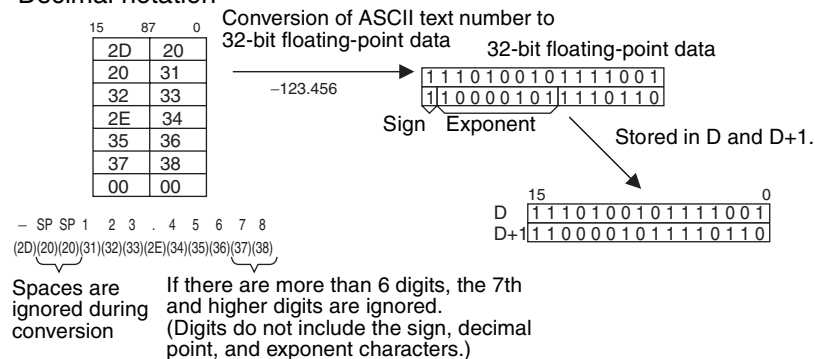 Decimal notation
15 87 0
2D 20
20 31
32 33
2E 34
35 36
37 38
00 00
Conversion of ASCII text number to
32-bit floating-point data
−123.456
32-bit floating-point data
1 1 1 0 1 0 0 1 0 1 1 1 1 0 0 1
1 1 0 0 0 0 1 0 1 1 1 1 0 1 1 0
Sign Exponent
Stored in D and D+1.
15 0
D 1 1 1 0 1 0 0 1 0 1 1 1 1 0 0 1
D+1 1 1 0 0 0 0 1 0 1 1 1 1 0 1 1 0
− SP SP 1 2 3 . 4 5 6 7 8
(2D)(20)(20)(31)(32)(33)(2E)(34)(35)(36)(37)(38)
Spaces are
ignored during
conversion
If there are more than 6 digits, the 7th
and higher digits are ignored.
(Digits do not include the sign, decimal
point, and exponent characters.)